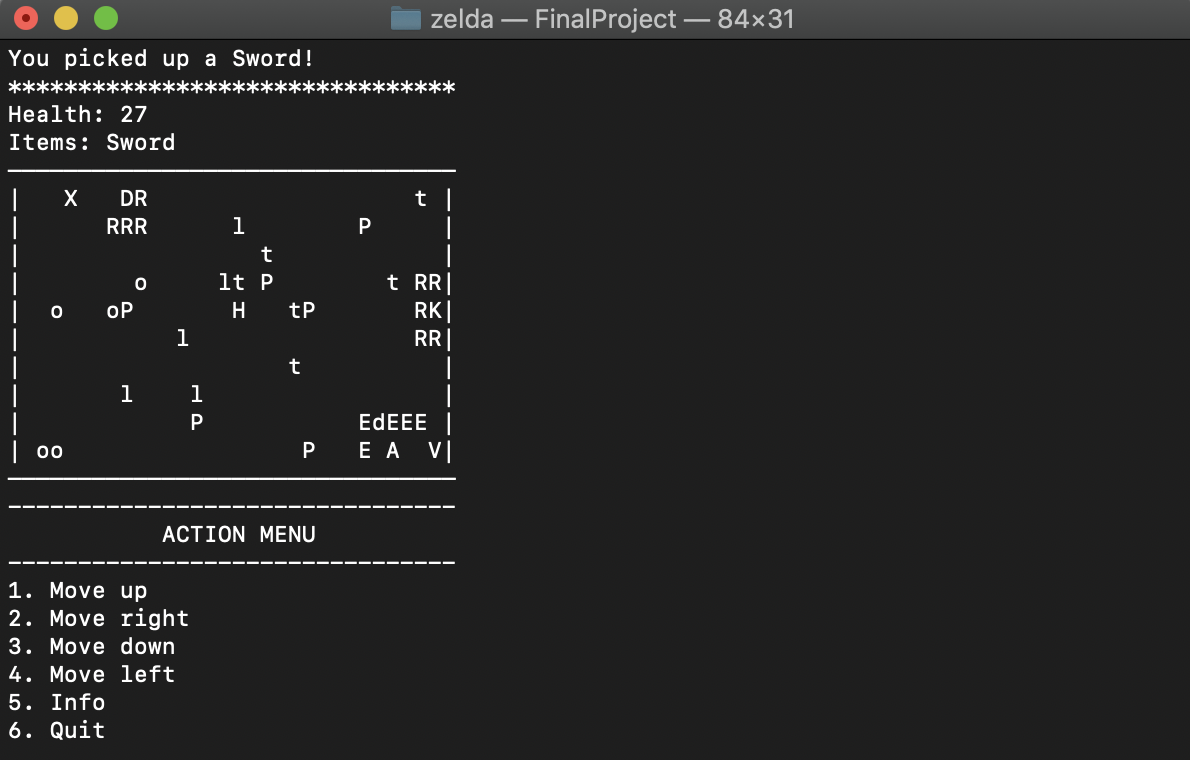 zelda — FinalProject — 84×31
You picked up a Sword!
********************************
Health: 27
Items: Sword
————————————————————————————————
|   X   DR                   t |
|      RRR      l        P     |
|                 t            |
|        o     lt P        t RR|
|  o   oP       H   tP       RK|
|           l                RR|
|                   t          |
|       l    l                 |
|            P           EdEEE |
| oo                 P   E A  V|
————————————————————————————————
--------------------------------
           ACTION MENU
--------------------------------
1. Move up
2. Move right
3. Move down
4. Move left
5. Info
6. Quit